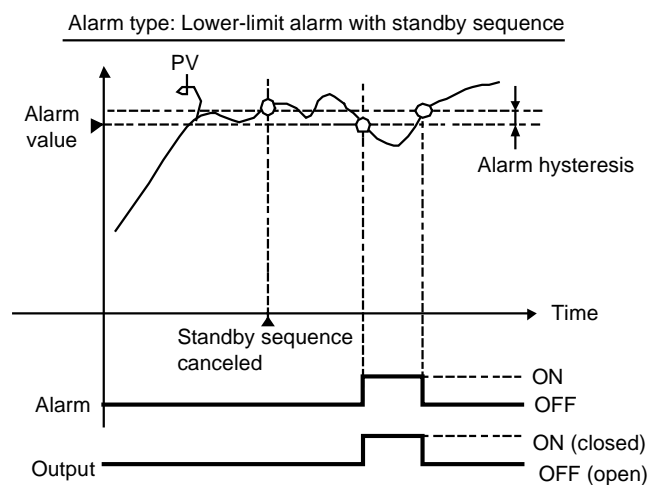 Alarm type: Lower-limit alarm with standby sequence
PV
Alarm
value
Alarm hysteresis
Time
Standby sequence
canceled
ON
Alarm
OFF
ON (closed)
Output
OFF (open)